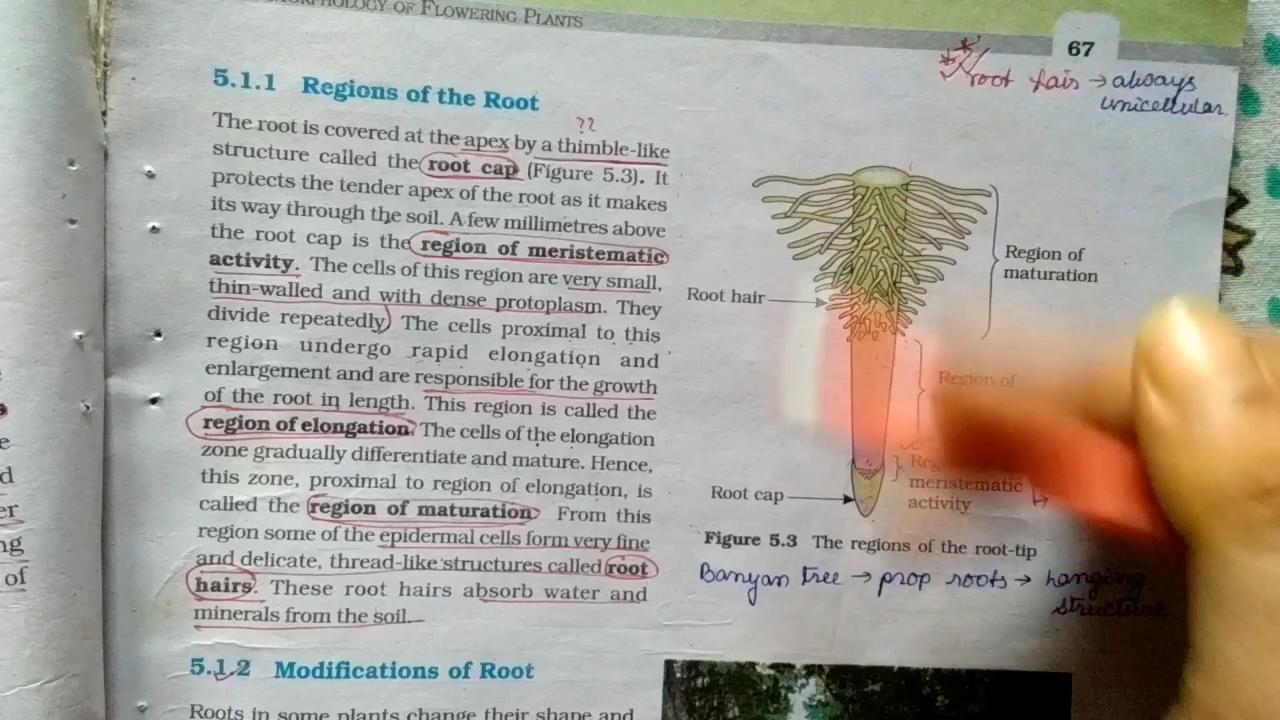 OF FLOWERING PLANTS
67
root hair → always
unicellular.
5.1.1 Regions of the Root
??
The root is covered at the apex by a thimble-like
structure called the root cap (Figure 5.3). It
protects the tender apex of the root as it makes
its way through the soil. A few millimetres above
the root cap is the region of meristematic
activity. The cells of this region are very small,
thin-walled and with dense protoplasm. They
divide repeatedly. The cells proximal to this
region undergo rapid elongation and
enlargement and are responsible for the growth
of the root in length. This region is called the
region of elongation. The cells of the elongation
zone gradually differentiate and mature. Hence,
this zone, proximal to region of elongation, is
called the region of maturation. From this
region some of the epidermal cells form very fine
and delicate, thread-like structures called root
hairs. These root hairs absorb water and
minerals from the soil.
5.1.2 Modifications of Root
Roots in some plants change their shape and
Region of
maturation
Root hair
Region of
meristematic
activity
Root cap
Figure 5.3 The regions of the root-tip
Banyan tree → prop roots → hanging
structure
er
ng
of